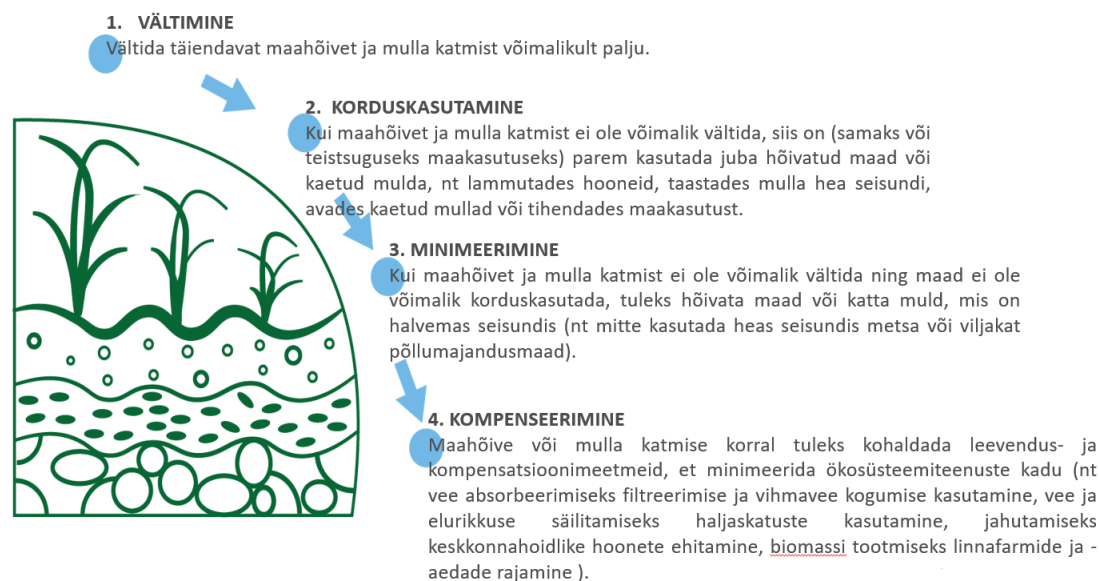 1. VÄLTIMINE
Vältida täiendavat maahõivet ja mulla katmist võimalikult palju.
2. KORDUSKASUTAMINE
Kui maahõivet ja mulla katmist ei ole võimalik vältida, siis on (samaks või
teistsuguseks maakasutuseks) parem kasutada juba hõivatud maad või
kaetud mulda, nt lammutades hooneid, taastades mulla hea seisundi,
avades kaetud mullad või tihendades maakasutust.
3. MINIMEERIMINE
Kui maahõivet ja mulla katmist ei ole võimalik vältida ning maad ei ole
võimalik korduskasutada, tuleks hõivata maad või katta muld, mis on
halvemas seisundis (nt mitte kasutada heas seisundis metsa või viljakat
põllumajandusmaad).
4. KOMPENSEERIMINE
Maahõive või mulla katmise korral tuleks kohaldada leevendus- ja
kompensatsioonimeetmeid, et minimeerida ökosüsteemiteenuste kadu (nt
vee absorbeerimiseks filtreerimise ja vihmavee kogumise kasutamine, vee ja
elurikkuse säilitamiseks haljaskatuste kasutamine, jahutamiseks
keskkonnahoidlike hoonete ehitamine, biomassi tootmiseks linnafarmide ja -
aedade rajamine ).